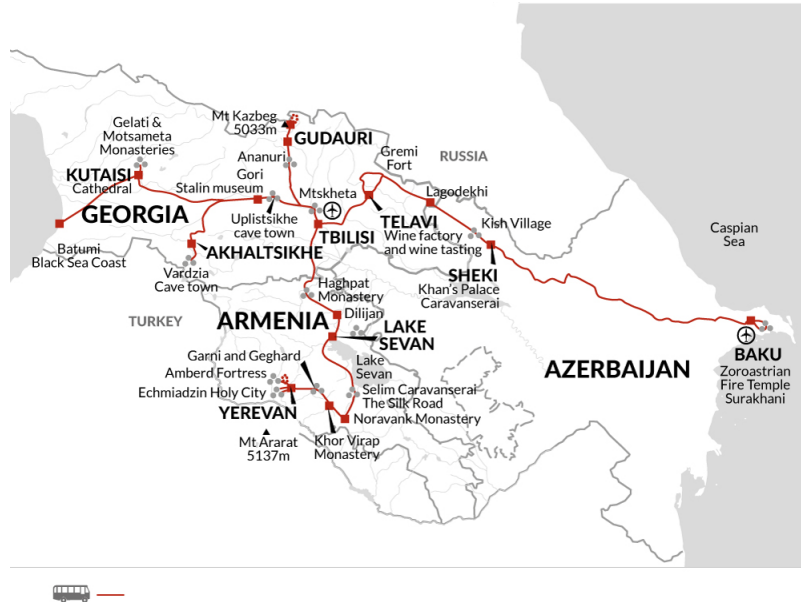 Mt Kazbeg
5033m
GUDAURI
Gelati &
Motsameta
Monasteries
Ananuri
Gremi
Fort
RUSSIA
KUTAISI
Cathedral
Gori
Stalin museum
Mtskheta
Lagodekhi
GEORGIA
Uplistsikhe
cave town
TBILISI
TELAVI
Wine factory
and wine tasting
Kish Village
Caspian
Sea
Batumi
Black Sea Coast
AKHALTSIKHE
Vardzia
Cave town
SHEKI
Khan's Palace
Caravanserai
Haghpat
Monastery
TURKEY
ARMENIA
Dilijan
LAKE
SEVAN
Garni and Geghard
Amberd Fortress
Echmiadzin Holy City
Lake
Sevan
AZERBAIJAN
BAKU
Zoroastrian
Fire Temple
Surakhani
YEREVAN
Selim Caravanserai
The Silk Road
Noravank Monastery
Mt Ararat
5137m
Khor Virap
Monastery